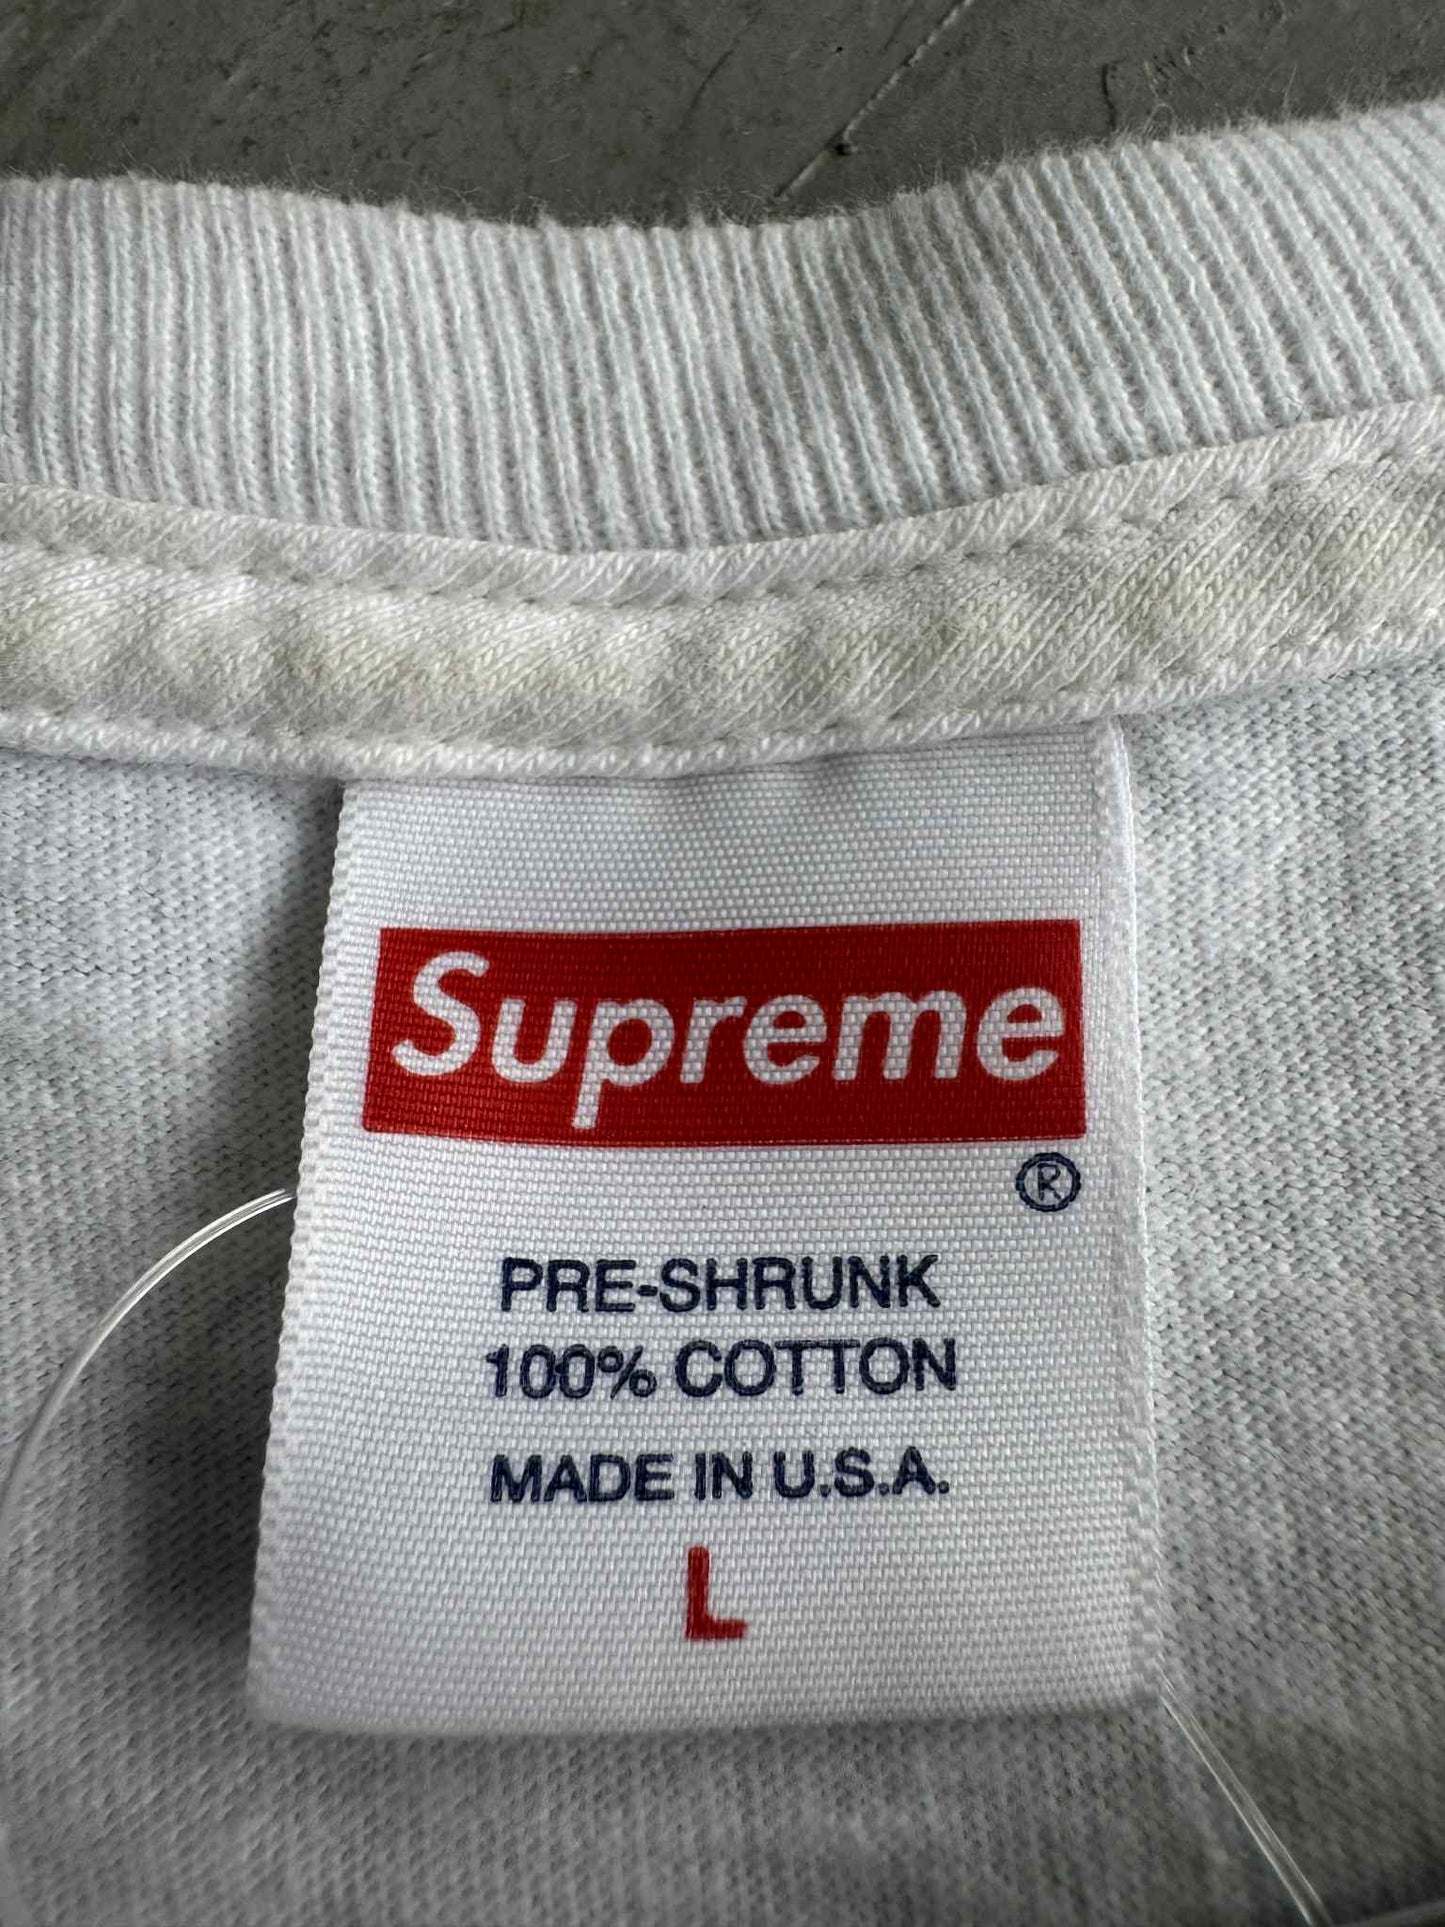 Supreme
®
PRE-SHRUNK
100% COTTON
MADE IN U.S.A.
L